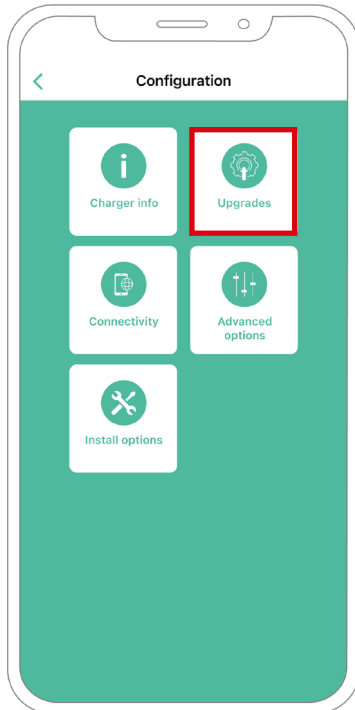 Configuration
Charger info
Upgrades
Connectivity
Advanced
options
Install options